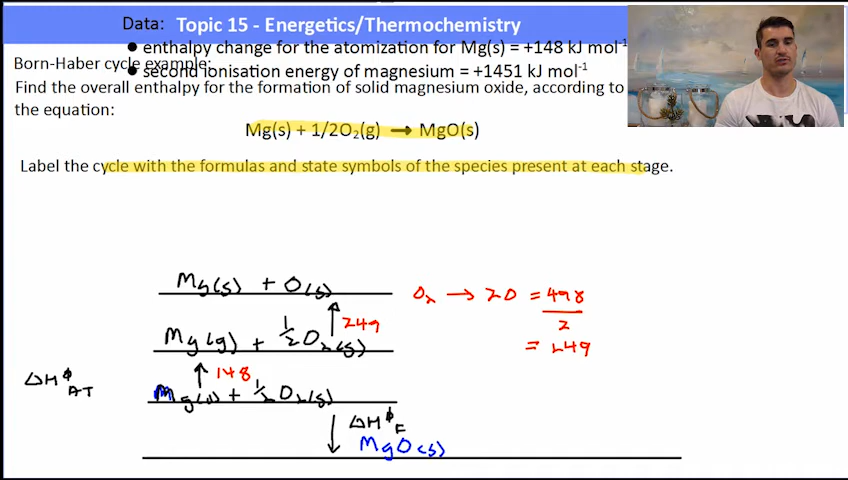 Data: Topic 15 - Energetics/Thermochemistry
• enthalpy change for the atomization for Mg(s) = +148 kJ mol⁻¹
Born-Haber cycle example:
• second ionisation energy of magnesium = +1451 kJ mol⁻¹
Find the overall enthalpy for the formation of solid magnesium oxide, according to
the equation:
Mg(s) + 1/2O₂(g) → MgO(s)
Label the cycle with the formulas and state symbols of the species present at each stage.
Mg(g) + O(g)
O₂ → 2O = 498
2
= 249
↑ 249
Mg(g) + ½O₂(g)
↑ 148
ΔH^ϕ AT
Mg(s) + ½O₂(g)
↓ ΔH^ϕ F
MgO(s)